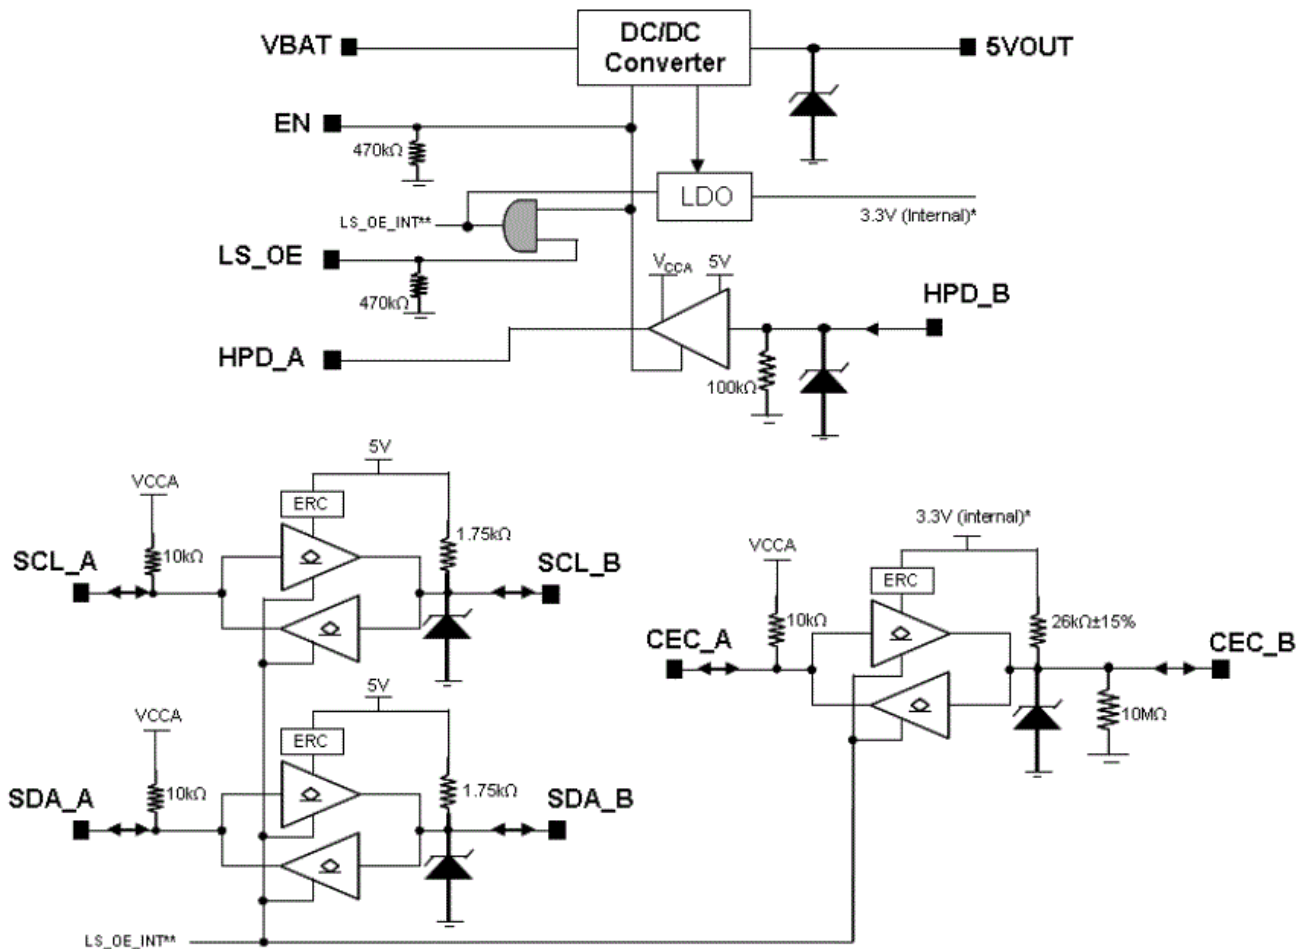 VBAT
DC/DC
Converter
5VOUT
EN
470kΩ
LDO
3.3V (Internal)*
LS_OE_INT**
LS_OE
470kΩ
VCCA
5V
HPD_B
HPD_A
100kΩ
5V
VCCA
ERC
1.75kΩ
SCL_A
10kΩ
SCL_B
3.3V (internal)*
VCCA
ERC
10kΩ
26kΩ±15%
CEC_A
CEC_B
10MΩ
5V
VCCA
ERC
SDA_A
10kΩ
1.75kΩ
SDA_B
LS_OE_INT**